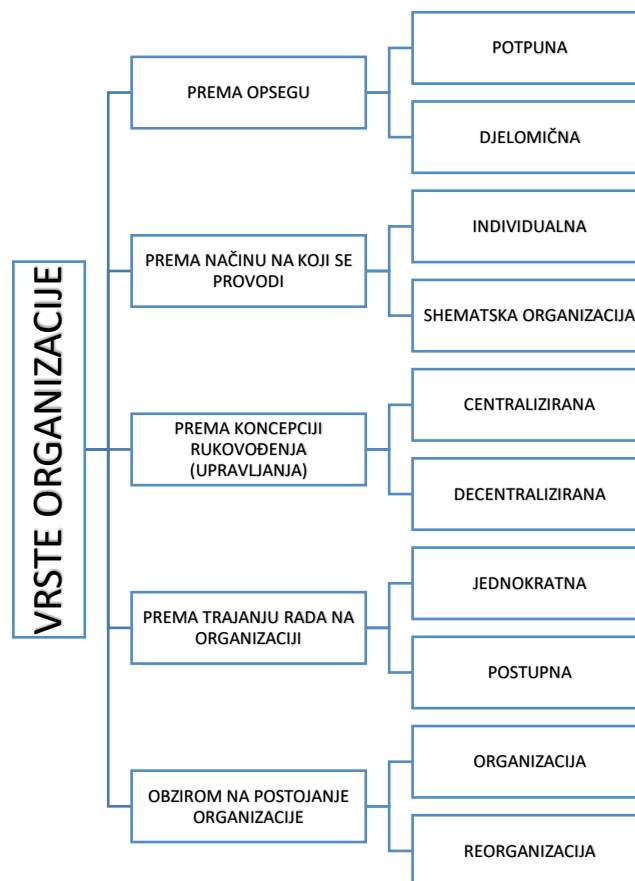 VRSTE ORGANIZACIJE
PREMA OPSEGU
POTPUNA
DJELOMIČNA
PREMA NAČINU NA KOJI SE
PROVODI
INDIVIDUALNA
SHEMATSKA ORGANIZACIJA
PREMA KONCEPCIJI
RUKOVOĐENJA
(UPRAVLJANJA)
CENTRALIZIRANA
DECENTRALIZIRANA
PREMA TRAJANJU RADA NA
ORGANIZACIJI
JEDNOKRATNA
POSTUPNA
OBZIROM NA POSTOJANJE
ORGANIZACIJE
ORGANIZACIJA
REORGANIZACIJA